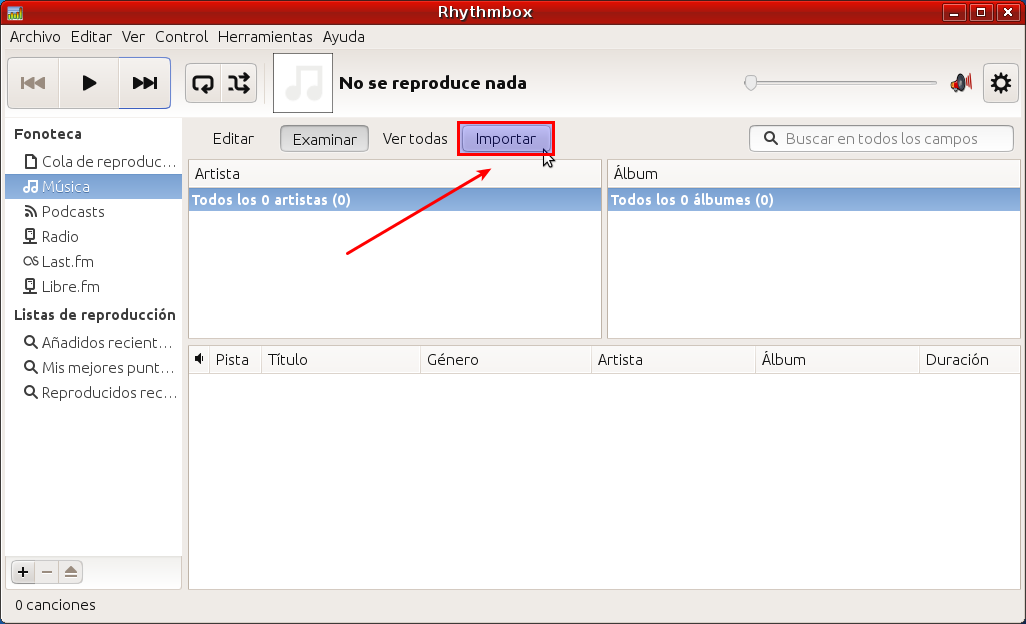 Rhythmbox
Archivo Editar Ver Control Herramientas Ayuda
No se reproduce nada
Fonoteca
Cola de reproduc...
Música
Podcasts
Radio
Last.fm
Libre.fm
Listas de reproducción
Añadidos recient...
Mis mejores punt...
Reproducidos rec...
Editar Examinar Ver todas Importar
Buscar en todos los campos
Artista
Todos los 0 artistas (0)
Álbum
Todos los 0 álbumes (0)
Pista Título Género Artista Álbum Duración
0 canciones